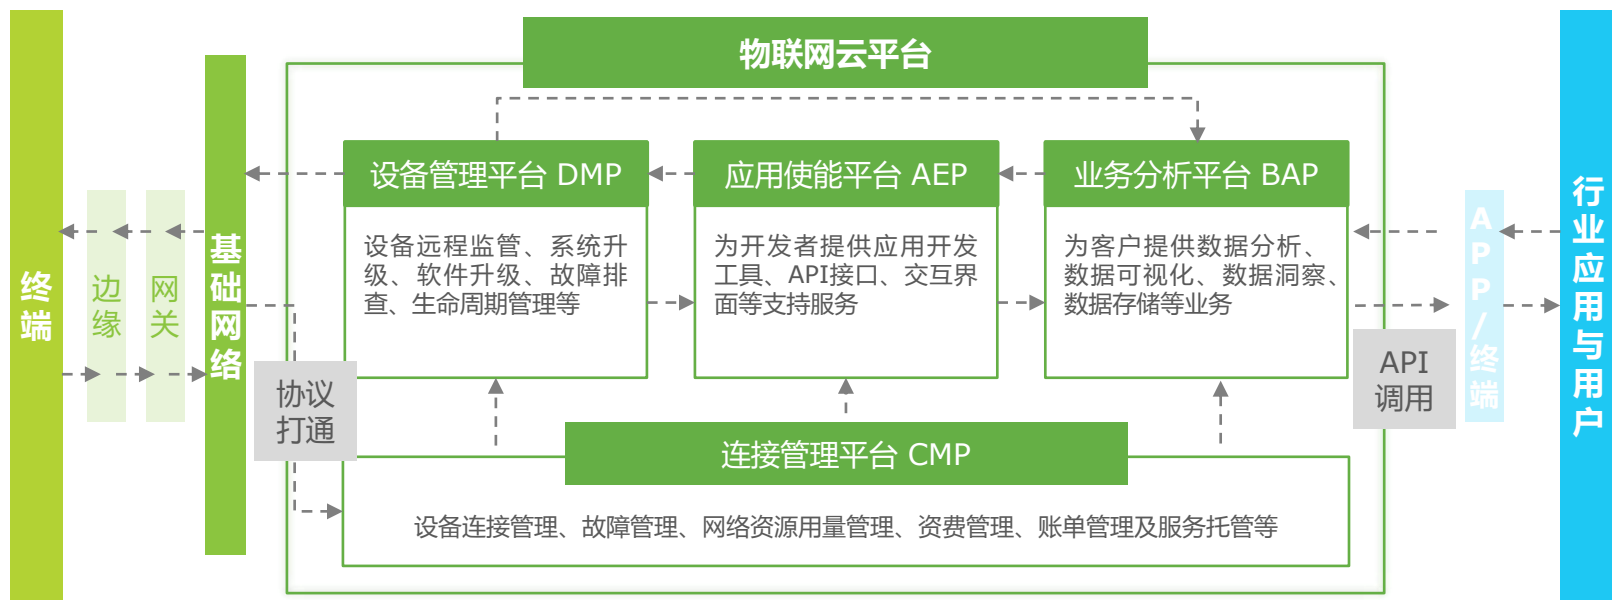 物联网云平台
终端
边缘
网关
基础网络
设备管理平台 DMP
设备远程监管、系统升
级、软件升级、故障排
查、生命周期管理等
应用使能平台 AEP
为开发者提供应用开发
工具、API接口、交互界
面等支持服务
业务分析平台 BAP
为客户提供数据分析、
数据可视化、数据洞察、
数据存储等业务
协议
打通
连接管理平台 CMP
设备连接管理、故障管理、网络资源用量管理、资费管理、账单管理及服务托管等
API
调用
APP/终端
行业应用与用户